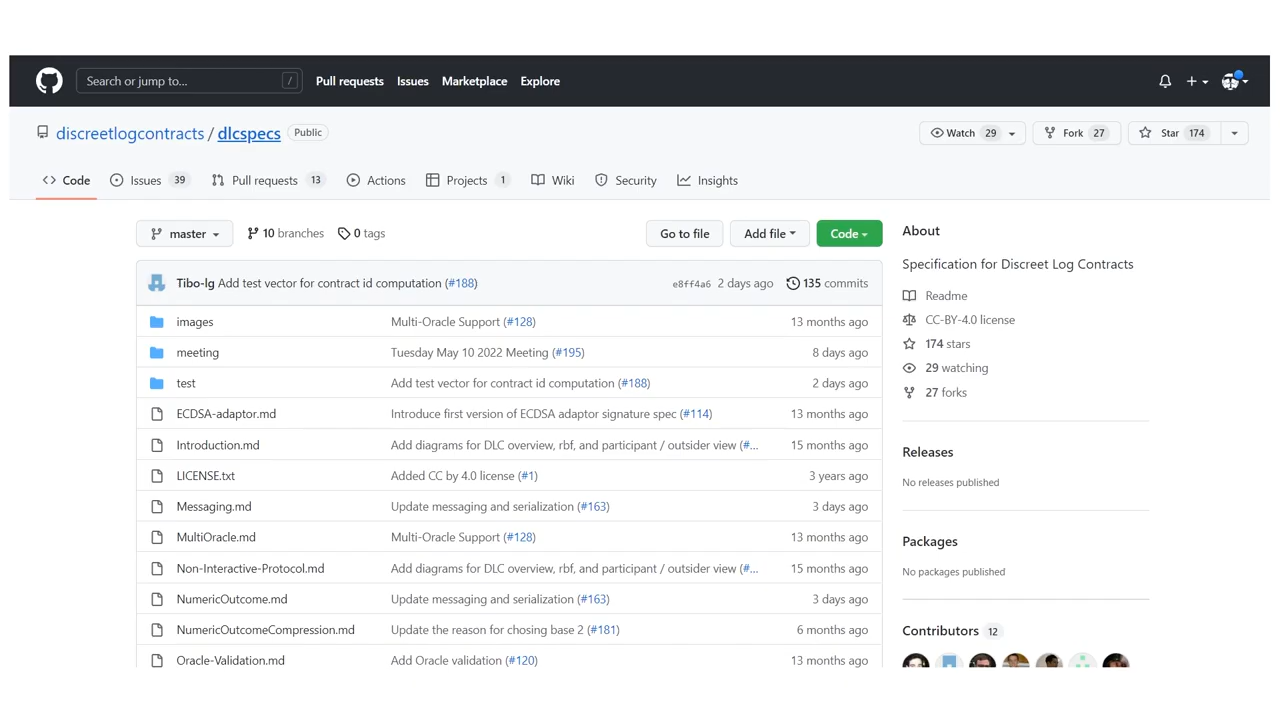 Search or jump to... / Pull requests Issues Marketplace Explore
discreetlogcontracts / dlcspecs Public Watch 29 Fork 27 Star 174
Code Issues 39 Pull requests 13 Actions Projects 1 Wiki Security Insights
master 10 branches 0 tags Go to file Add file Code
Tibo-lg Add test vector for contract id computation (#188) e8ff4a6 2 days ago 135 commits
images Multi-Oracle Support (#128) 13 months ago
meeting Tuesday May 10 2022 Meeting (#195) 8 days ago
test Add test vector for contract id computation (#188) 2 days ago
ECDSA-adaptor.md Introduce first version of ECDSA adaptor signature spec (#114) 13 months ago
Introduction.md Add diagrams for DLC overview, rbf, and participant / outsider view (#... 15 months ago
LICENSE.txt Added CC by 4.0 license (#1) 3 years ago
Messaging.md Update messaging and serialization (#163) 3 days ago
MultiOracle.md Multi-Oracle Support (#128) 13 months ago
Non-Interactive-Protocol.md Add diagrams for DLC overview, rbf, and participant / outsider view (#... 15 months ago
NumericOutcome.md Update messaging and serialization (#163) 3 days ago
NumericOutcomeCompression.md Update the reason for chosing base 2 (#181) 6 months ago
Oracle-Validation.md Add Oracle validation (#120) 13 months ago
About
Specification for Discreet Log Contracts
Readme
CC-BY-4.0 license
174 stars
29 watching
27 forks
Releases
No releases published
Packages
No packages published
Contributors 12